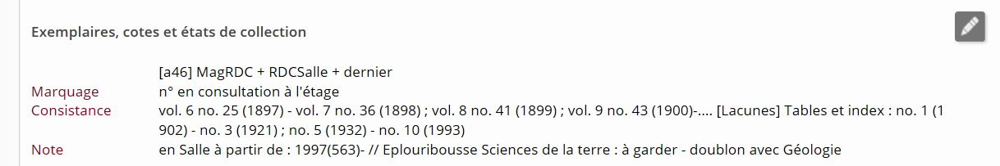 Exemplaires, cotes et états de collection
[a46] MagRDC + RDCSalle + dernier
Marquage n° en consultation à l'étage
Consistance vol. 6 no. 25 (1897) - vol. 7 no. 36 (1898) ; vol. 8 no. 41 (1899) ; vol. 9 no. 43 (1900)-.... [Lacunes] Tables et index : no. 1 (1
902) - no. 3 (1921) ; no. 5 (1932) - no. 10 (1993)
Note en Salle à partir de : 1997(563)- // Eplouribousse Sciences de la terre : à garder - doublon avec Géologie